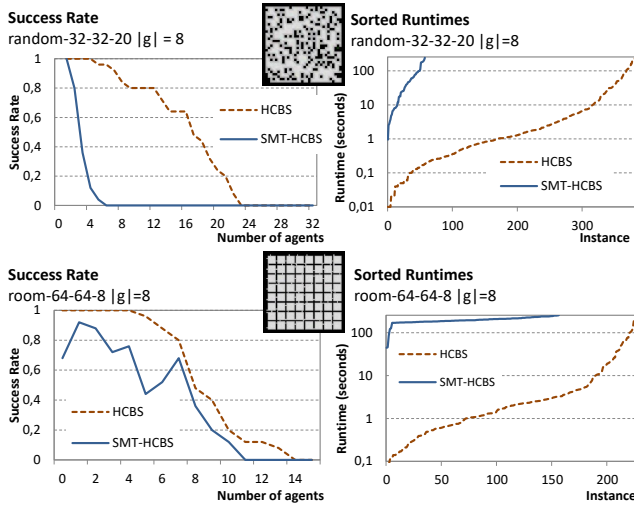 Success Rate
random-32-32-20 |g| = 8
1
0,8
0,6
0,4
0,2
0
Success Rate
HCBS
SMT-HCBS
0 4 8 12 16 20 24 28 32
Number of agents
Sorted Runtimes
random-32-32-20 |g|=8
100
10
1
0,1
0,01
Runtime (seconds)
HCBS
SMT-HCBS
0 100 200 300
Instance
Success Rate
room-64-64-8 |g|=8
1
0,8
0,6
0,4
0,2
0
Success Rate
HCBS
SMT-HCBS
0 2 4 6 8 10 12 14
Number of agents
Sorted Runtimes
room-64-64-8 |g|=8
100
10
1
0,1
Runtime (seconds)
HCBS
SMT-HCBS
0 50 100 150 200
Instance